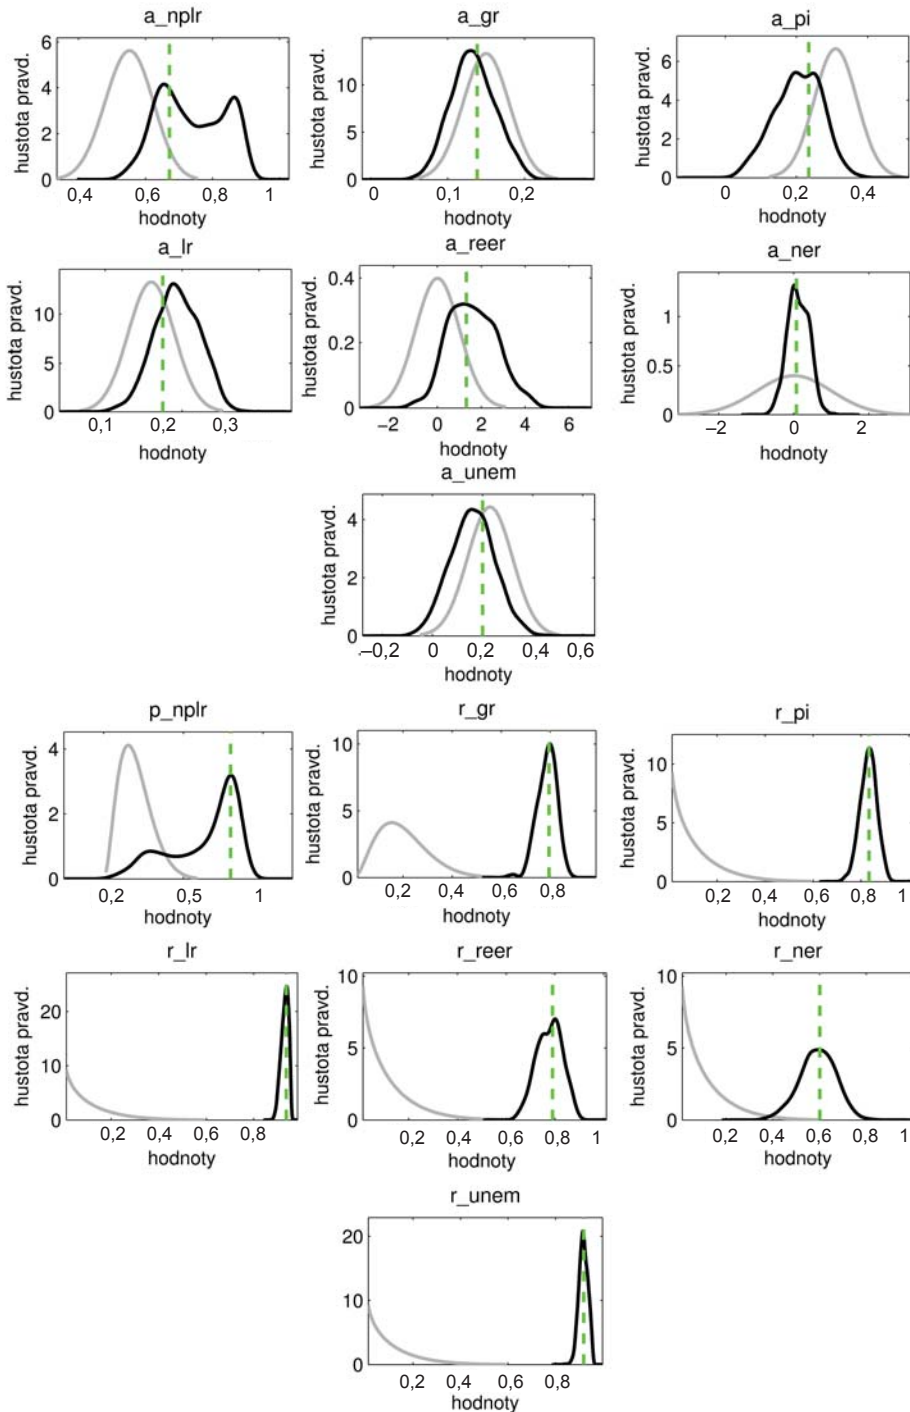 a_nplr a_gr a_pi
hustota pravd. 6 4 2 0
0,4 0,6 0,8 1
hodnoty
hustota pravd. 10 5 0
0 0,1 0,2
hodnoty
hustota pravd. 6 4 2 0
0 0,2 0,4
hodnoty
a_lr a_reer a_ner
hustota pravd. 10 5 0
0,1 0,2 0,3
hodnoty
hustota pravd. 0.4 0.2 0
−2 0 2 4 6
hodnoty
hustota pravd. 1 0.5 0
−2 0 2
hodnoty
a_unem
hustota pravd. 4 2 0
−0,2 0 0,2 0,4 0,6
hodnoty
p_nplr r_gr r_pi
hustota pravd. 4 2 0
0,2 0,5 1
hodnoty
hustota pravd. 10 5 0
0,2 0,4 0,6 0,8
hodnoty
hustota pravd. 10 5 0
0,2 0,4 0,6 0,8 1
hodnoty
r_lr r_reer r_ner
hustota pravd. 20 10 0
0,2 0,4 0,6 0,8
hodnoty
hustota pravd. 10 5 0
0,2 0,4 0,6 0,8 1
hodnoty
hustota pravd. 10 5 0
0,2 0,4 0,6 0,8 1
hodnoty
r_unem
hustota pravd. 20 10 0
0,2 0,4 0,6 0,8
hodnoty